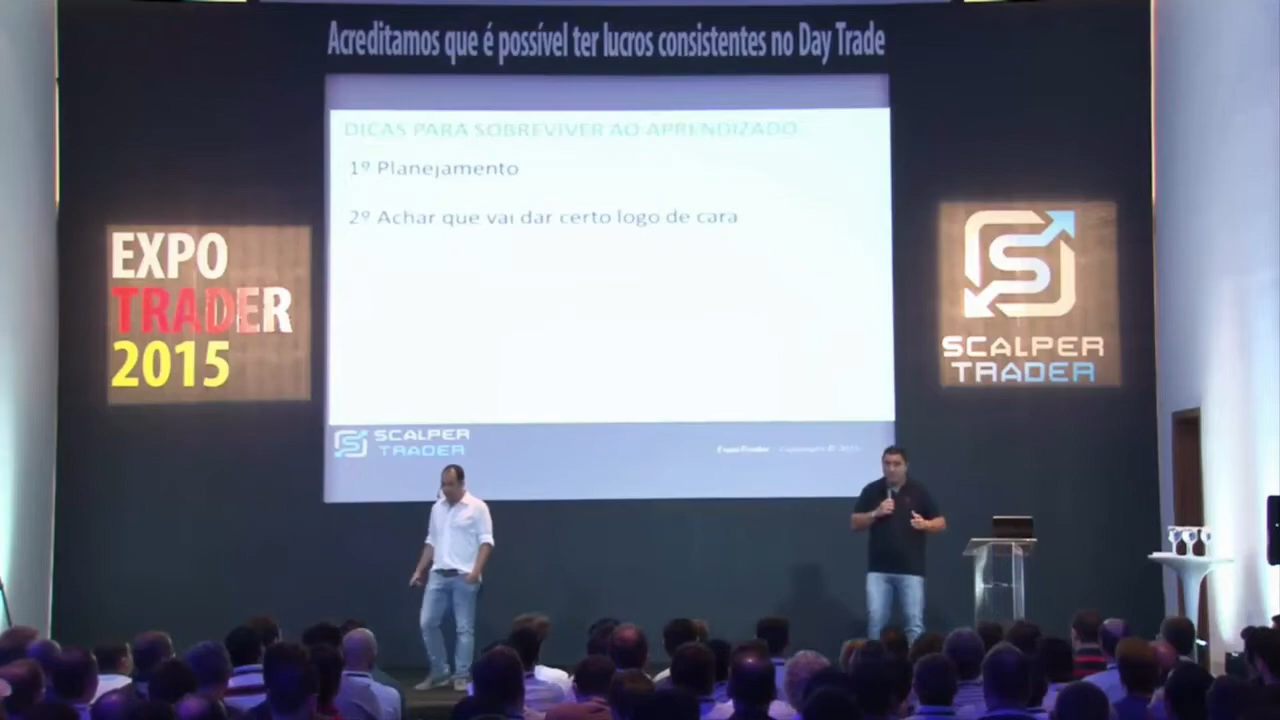 Acreditamos que é possível ter lucros consistentes no Day Trade
DICAS PARA SOBREVIVER AO APRENDIZADO
1º Planejamento
2º Achar que vai dar certo logo de cara
EXPO
TRADER
2015
SCALPER
TRADER
SCALPER
TRADER
ExpoTrader